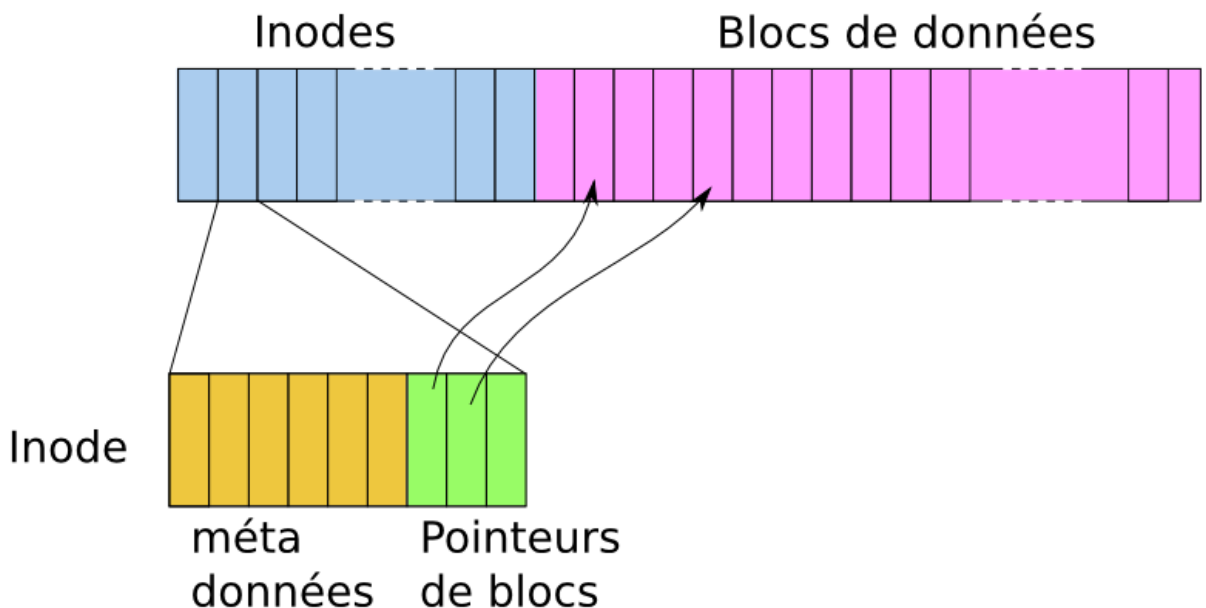 Inodes
Blocs de données
Inode
méta
données
Pointeurs
de blocs